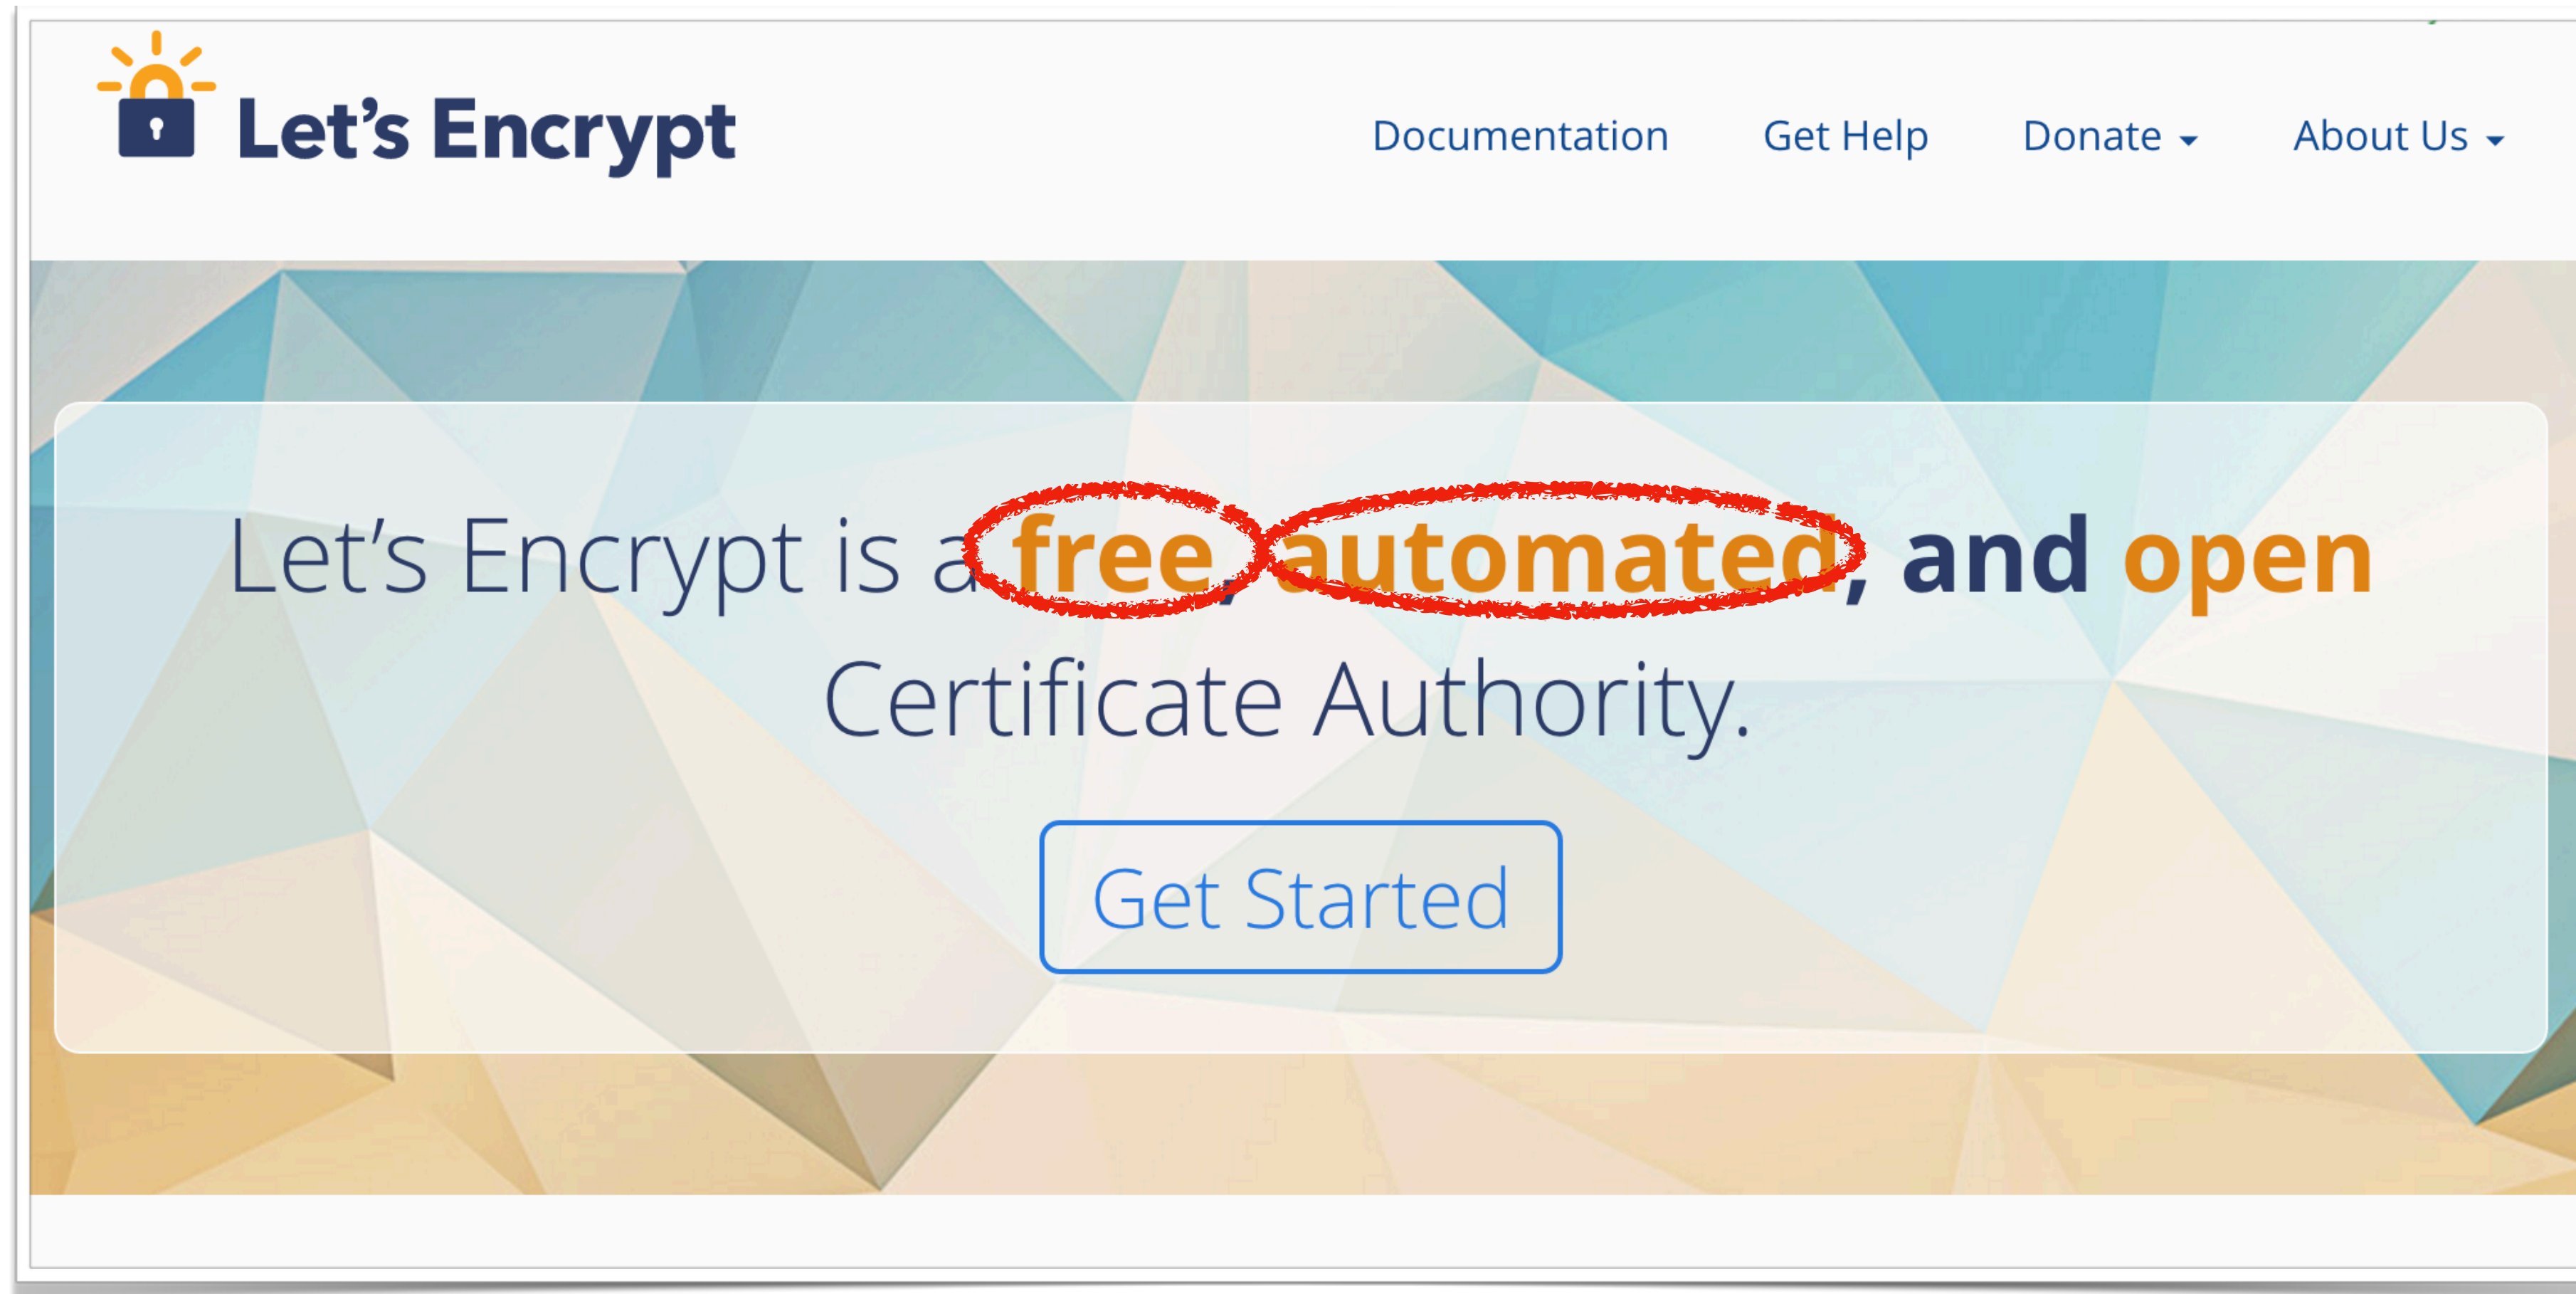 Let’s Encrypt
Documentation Get Help Donate About Us
Let’s Encrypt is a free, automated, and open
Certificate Authority.
Get Started